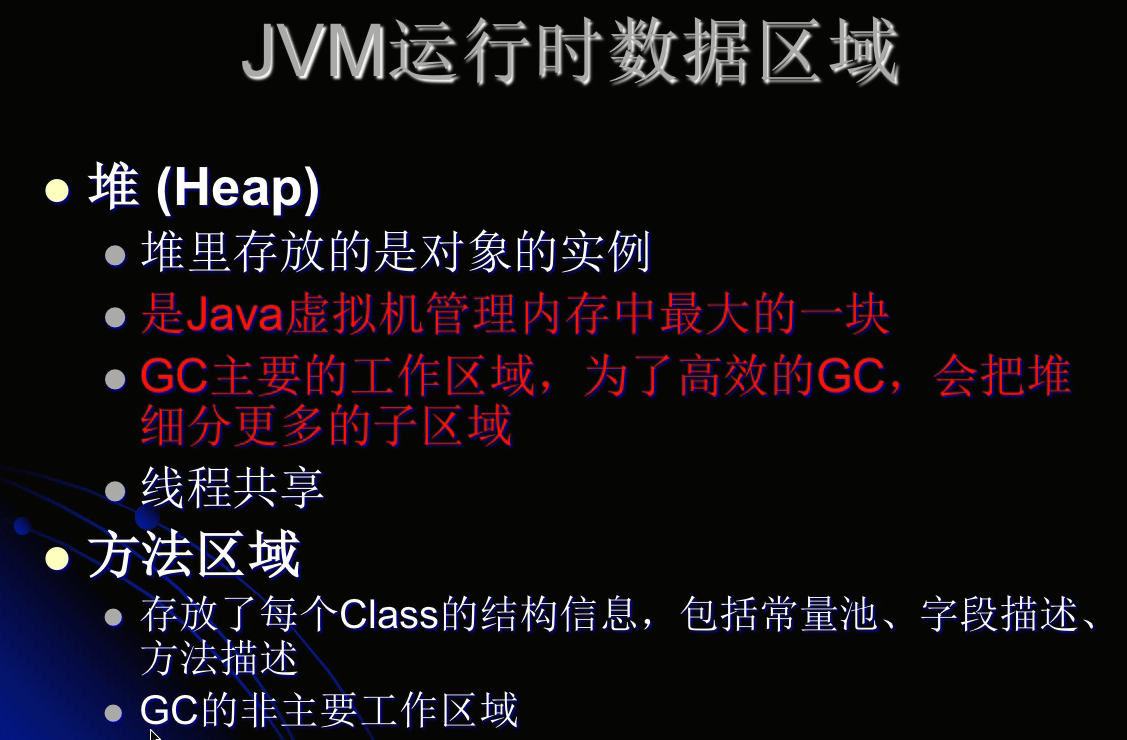 JVM运行时数据区域
堆 (Heap)
堆里存放的是对象的实例
是Java虚拟机管理内存中最大的一块
GC主要的工作区域，为了高效的GC，会把堆
细分更多的子区域
线程共享
方法区域
存放了每个Class的结构信息，包括常量池、字段描述、
方法描述
GC的非主要工作区域